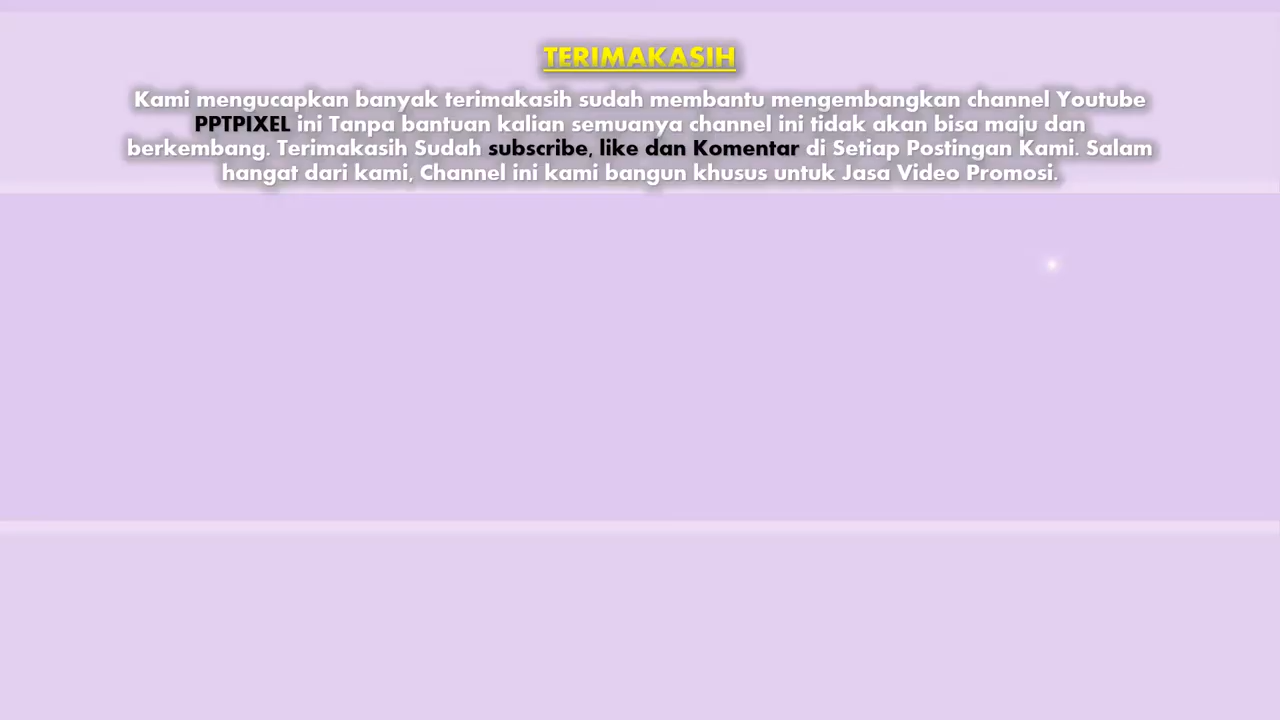 TERIMAKASIH
Kami mengucapkan banyak terimakasih sudah membantu mengembangkan channel Youtube
PPTPIXEL ini Tanpa bantuan kalian semuanya channel ini tidak akan bisa maju dan
berkembang. Terimakasih Sudah subscribe, like dan Komentar di Setiap Postingan Kami. Salam
hangat dari kami, Channel ini kami bangun khusus untuk Jasa Video Promosi.